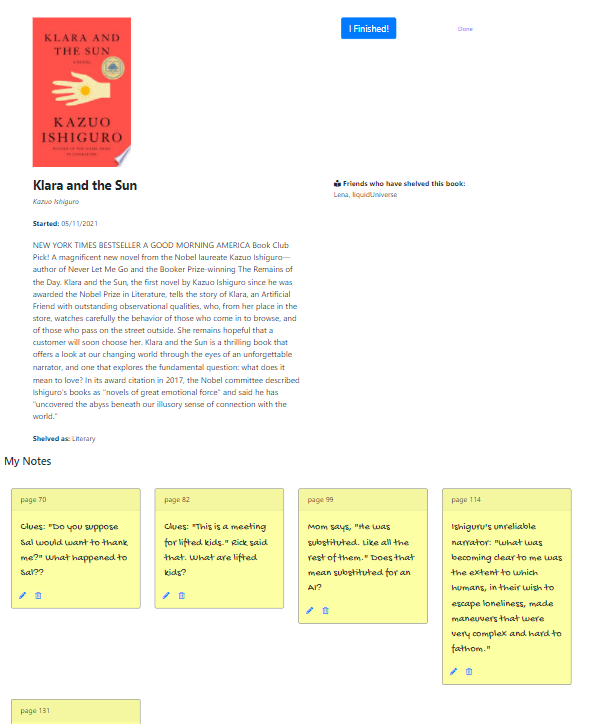 KLARA AND
THE SUN
A NOVEL
KAZUO
ISHIGURO
I Finished!
Done
Klara and the Sun
Kazuo Ishiguro
Friends who have shelved this book:
Lena, liquidUniverse
Started: 05/11/2021
NEW YORK TIMES BESTSELLER A GOOD MORNING AMERICA Book Club
Pick! A magnificent new novel from the Nobel laureate Kazuo Ishiguro—
author of Never Let Me Go and the Booker Prize-winning The Remains of
the Day. Klara and the Sun, the first novel by Kazuo Ishiguro since he was
awarded the Nobel Prize in Literature, tells the story of Klara, an Artificial
Friend with outstanding observational qualities, who, from her place in the
store, watches carefully the behavior of those who come in to browse, and
of those who pass on the street outside. She remains hopeful that a
customer will soon choose her. Klara and the Sun is a thrilling book that
offers a look at our changing world through the eyes of an unforgettable
narrator, and one that explores the fundamental question: what does it
mean to love? In its award citation in 2017, the Nobel committee described
Ishiguro's books as "novels of great emotional force" and said he has
"uncovered the abyss beneath our illusory sense of connection with the
world."
Shelved as: Literary
My Notes
page 70
Clues: "Do you suppose
Sal would want to thank
me?" What happened to
Sal??
page 82
Clues: "This is a meeting
for lifted kids." Rick said
that. What are lifted
kids?
page 99
Mom says, "He was
substituted. Like all the
rest of them." Does that
mean substituted for an
AI?
page 114
Ishiguro's unreliable
narrator: "What was
becoming clear to me was
the extent to which
humans, in their wish to
escape loneliness, made
maneuvers that were
very complex and hard to
fathom."
page 131